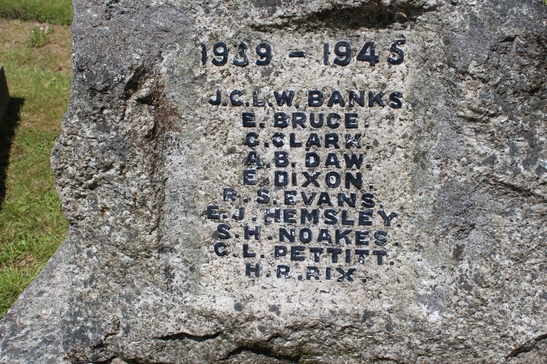 1939 - 1945
J.C.L.W. BANKS
E. BRUCE.
C. CLARK.
A.B. DAW
E. DIXON.
R.S. EVANS.
E.J. HEMSLEY.
S.H. NOAKES.
C.L. PETTITT.
H.R. RIX.